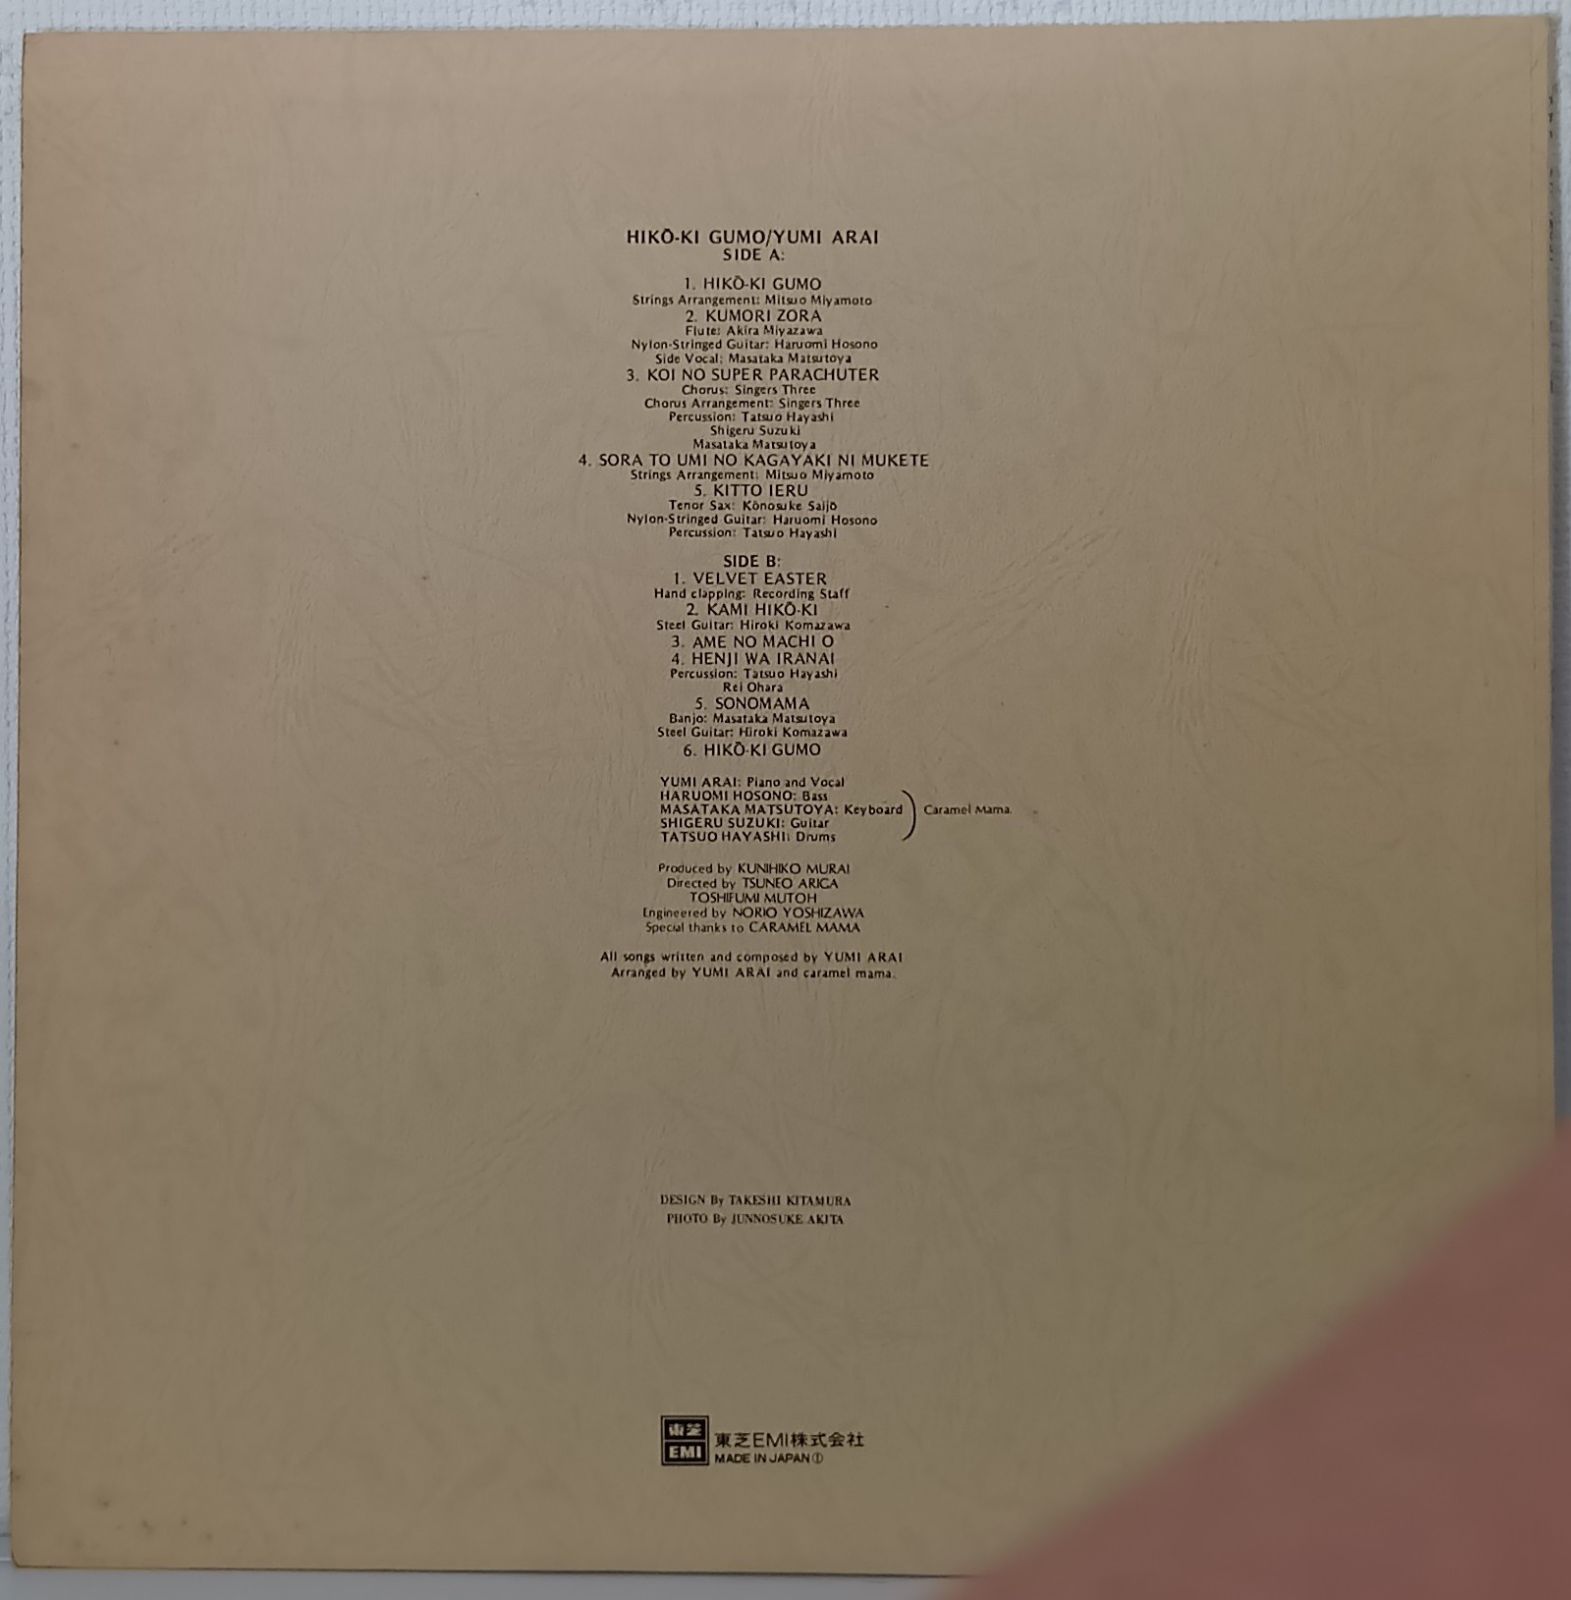 HIKŌ-KI GUMO/YUMI ARAI
SIDE A:
1. HIKŌ-KI GUMO
Strings Arrangement: Mitsuo Miyamoto
2. KUMORI ZORA
Flute: Akira Miyazawa
Nylon-Stringed Guitar: Haruomi Hosono
Side Vocal: Masataka Matsutoya
3. KOI NO SUPER PARACHUTER
Chorus: Singers Three
Chorus Arrangement: Singers Three
Percussion: Tatsuo Hayashi
Shigeru Suzuki
Masataka Matsutoya
4. SORA TO UMI NO KAGAYAKI NI MUKETE
Strings Arrangement: Mitsuo Miyamoto
5. KITTO IERU
Tenor Sax: Kōnosuke Saijō
Nylon-Stringed Guitar: Haruomi Hosono
Percussion: Tatsuo Hayashi
SIDE B:
1. VELVET EASTER
Hand clapping: Recording Staff
2. KAMI HIKŌ-KI
Steel Guitar: Hiroki Komazawa
3. AME NO MACHI O
4. HENJI WA IRANAI
Percussion: Tatsuo Hayashi
Rei Ohara
5. SONOMAMA
Banjo: Masataka Matsutoya
Steel Guitar: Hiroki Komazawa
6. HIKŌ-KI GUMO
YUMI ARAI: Piano and Vocal
HARUOMI HOSONO: Bass
MASATAKA MATSUTOYA: Keyboard
SHIGERU SUZUKI: Guitar
TATSUO HAYASHI: Drums
Caramel Mama.
Produced by KUNIHIKO MURAI
Directed by TSUNEO ARIGA
TOSHIFUMI MUTOH
Engineered by NORIO YOSHIZAWA
Special thanks to CARAMEL MAMA
All songs written and composed by YUMI ARAI
Arranged by YUMI ARAI and caramel mama.
DESIGN By TAKESHI KITAMURA
PHOTO By JUNNOSUKE AKITA
東芝
EMI
東芝EMI株式会社
MADE IN JAPAN ①